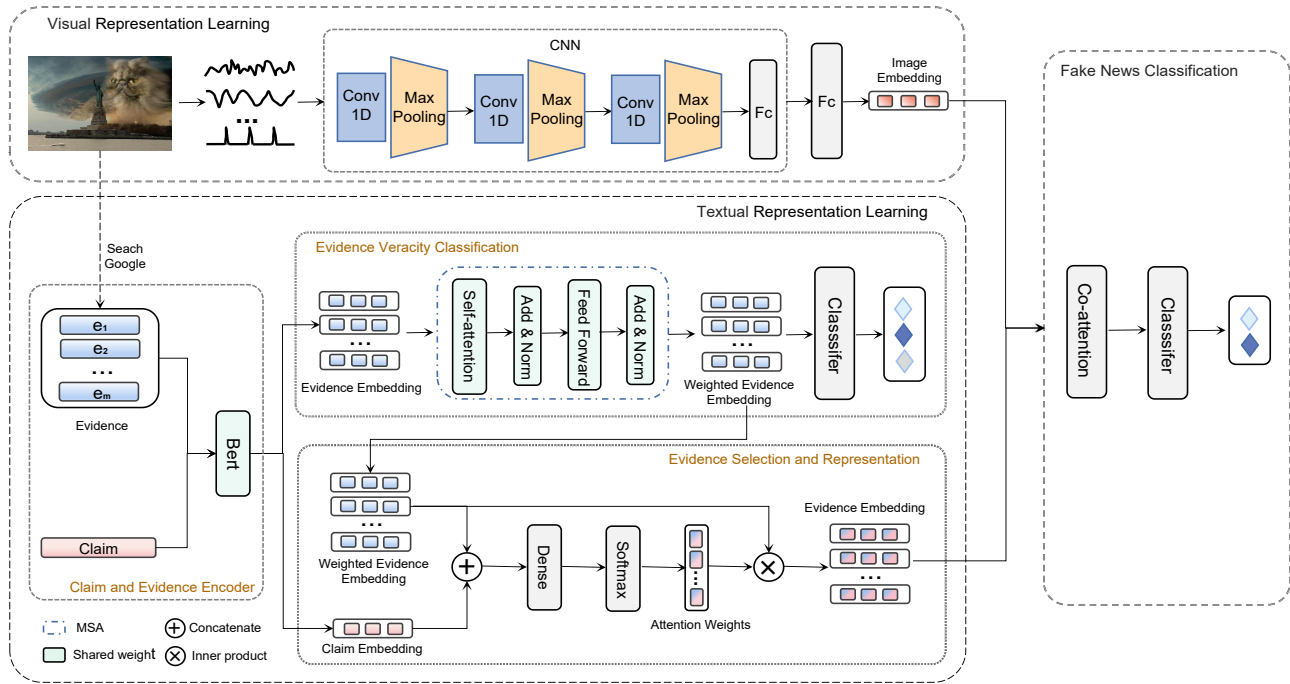 Visual Representation Learning
CNN
Conv
1D
Max
Pooling
Conv
1D
Max
Pooling
Conv
1D
Max
Pooling
Fc
Fc
Image
Embedding
Fake News Classification
Co-attention
Classsifer
Textual Representation Learning
Seach
Google
e1
e2
...
em
Evidence
Bert
Claim
Claim and Evidence Encoder
Evidence Veracity Classification
Evidence Embedding
Self-attention
Add & Norm
Feed Forward
Add & Norm
Weighted Evidence
Embedding
Classsifer
Evidence Selection and Representation
Weighted Evidence
Embedding
Claim Embedding
Dense
Softmax
Attention Weights
Evidence Embedding
MSA
Concatenate
Shared weight
Inner product